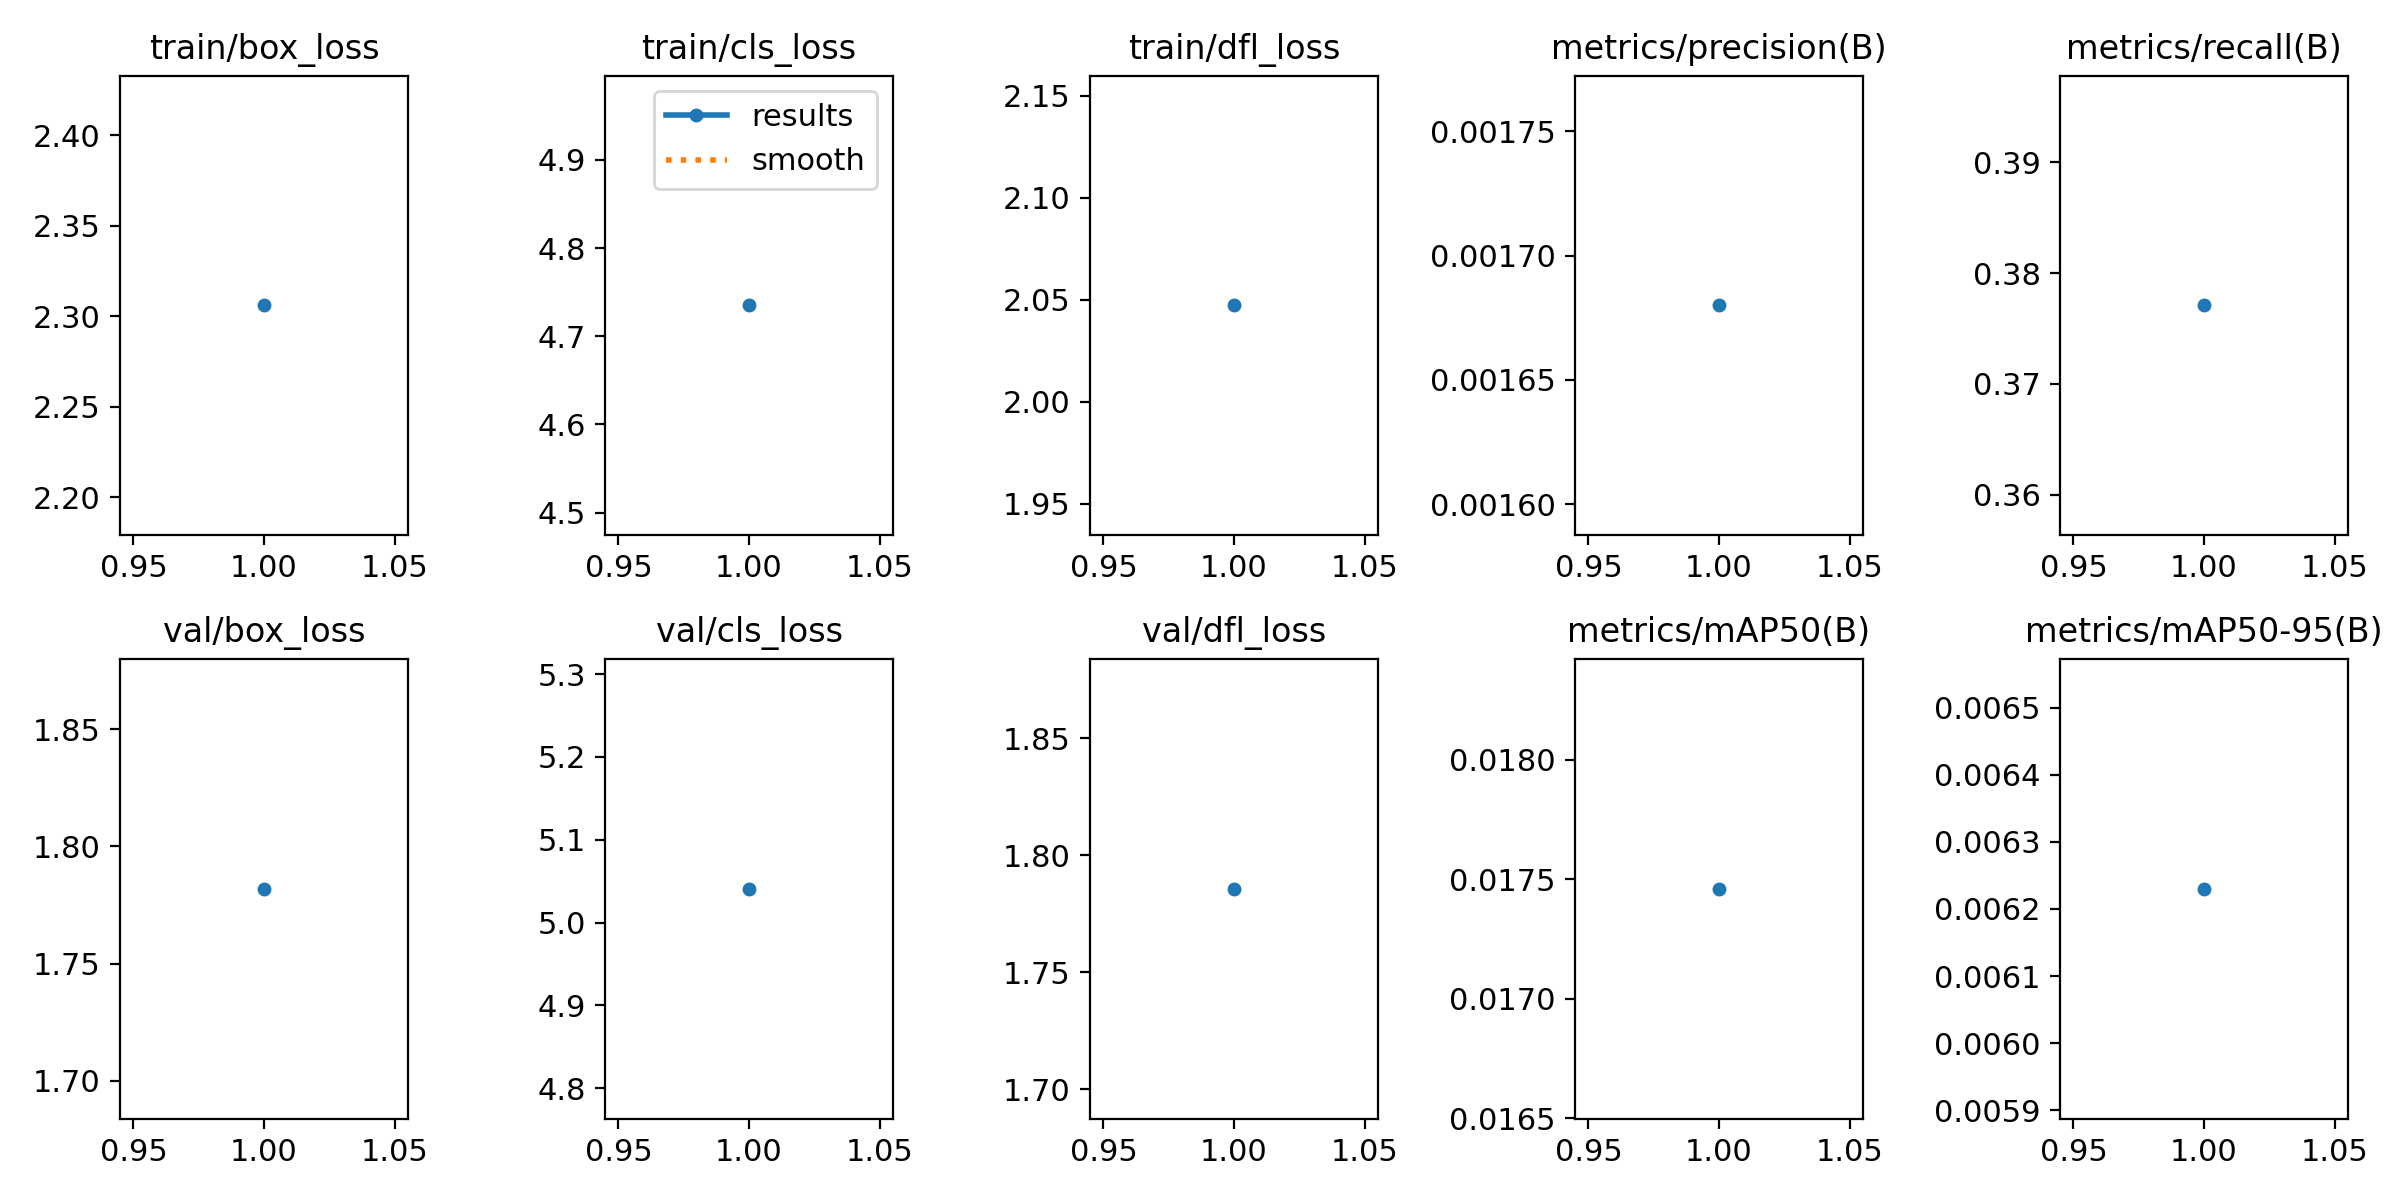 train/box_loss
train/cls_loss
train/dfl_loss
metrics/precision(B)
metrics/recall(B)
2.40
2.35
2.30
2.25
2.20
0.95 1.00 1.05
results
smooth
4.9
4.8
4.7
4.6
4.5
0.95 1.00 1.05
2.15
2.10
2.05
2.00
1.95
0.95 1.00 1.05
0.00175
0.00170
0.00165
0.00160
0.95 1.00 1.05
0.39
0.38
0.37
0.36
0.95 1.00 1.05
val/box_loss
val/cls_loss
val/dfl_loss
metrics/mAP50(B)
metrics/mAP50-95(B)
1.85
1.80
1.75
1.70
0.95 1.00 1.05
5.3
5.2
5.1
5.0
4.9
4.8
0.95 1.00 1.05
1.85
1.80
1.75
1.70
0.95 1.00 1.05
0.0180
0.0175
0.0170
0.0165
0.95 1.00 1.05
0.0065
0.0064
0.0063
0.0062
0.0061
0.0060
0.0059
0.95 1.00 1.05